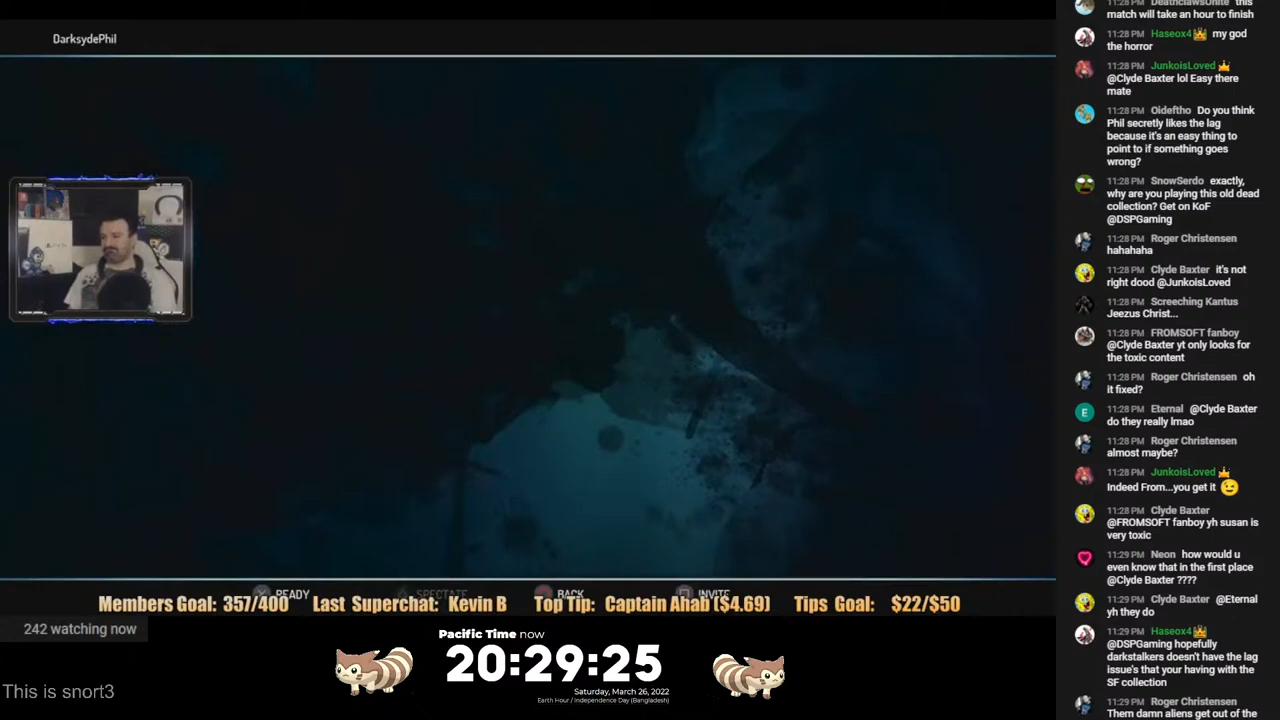 DarksydePhil
READY
SPECTATE
BACK
INVITE
Members Goal: 357/400 Last Superchat: Kevin B Top Tip: Captain Ahab ($4.69) Tips Goal: $22/$50
242 watching now
Pacific Time now
20:29:25
Saturday, March 26, 2022
Earth Hour / Independence Day (Bangladesh)
This is snort3
11:28 PM DeathclawsUnite this
match will take an hour to finish
11:28 PM Haseox4 my god
the horror
11:28 PM JunkoisLoved
@Clyde Baxter lol Easy there
mate
11:28 PM Oideftho Do you think
Phil secretly likes the lag
because it's an easy thing to
point to if something goes
wrong?
11:28 PM SnowSerdo exactly,
why are you playing this old dead
collection? Get on KoF
@DSPGaming
11:28 PM Roger Christensen
hahahaha
11:28 PM Clyde Baxter it's not
right dood @JunkoisLoved
11:28 PM Screeching Kantus
Jeezus Christ...
11:28 PM FROMSOFT fanboy
@Clyde Baxter yt only looks for
the toxic content
11:28 PM Roger Christensen oh
it fixed?
11:28 PM Eternal @Clyde Baxter
do they really lmao
11:28 PM Roger Christensen
almost maybe?
11:28 PM JunkoisLoved
Indeed From...you get it
11:28 PM Clyde Baxter
@FROMSOFT fanboy yh susan is
very toxic
11:29 PM Neon how would u
even know that in the first place
@Clyde Baxter ????
11:29 PM Clyde Baxter @Eternal
yh they do
11:29 PM Haseox4
@DSPGaming hopefully
darkstalkers doesn't have the lag
issue's that your having with the
SF collection
11:29 PM Roger Christensen
Them damn aliens get out of the